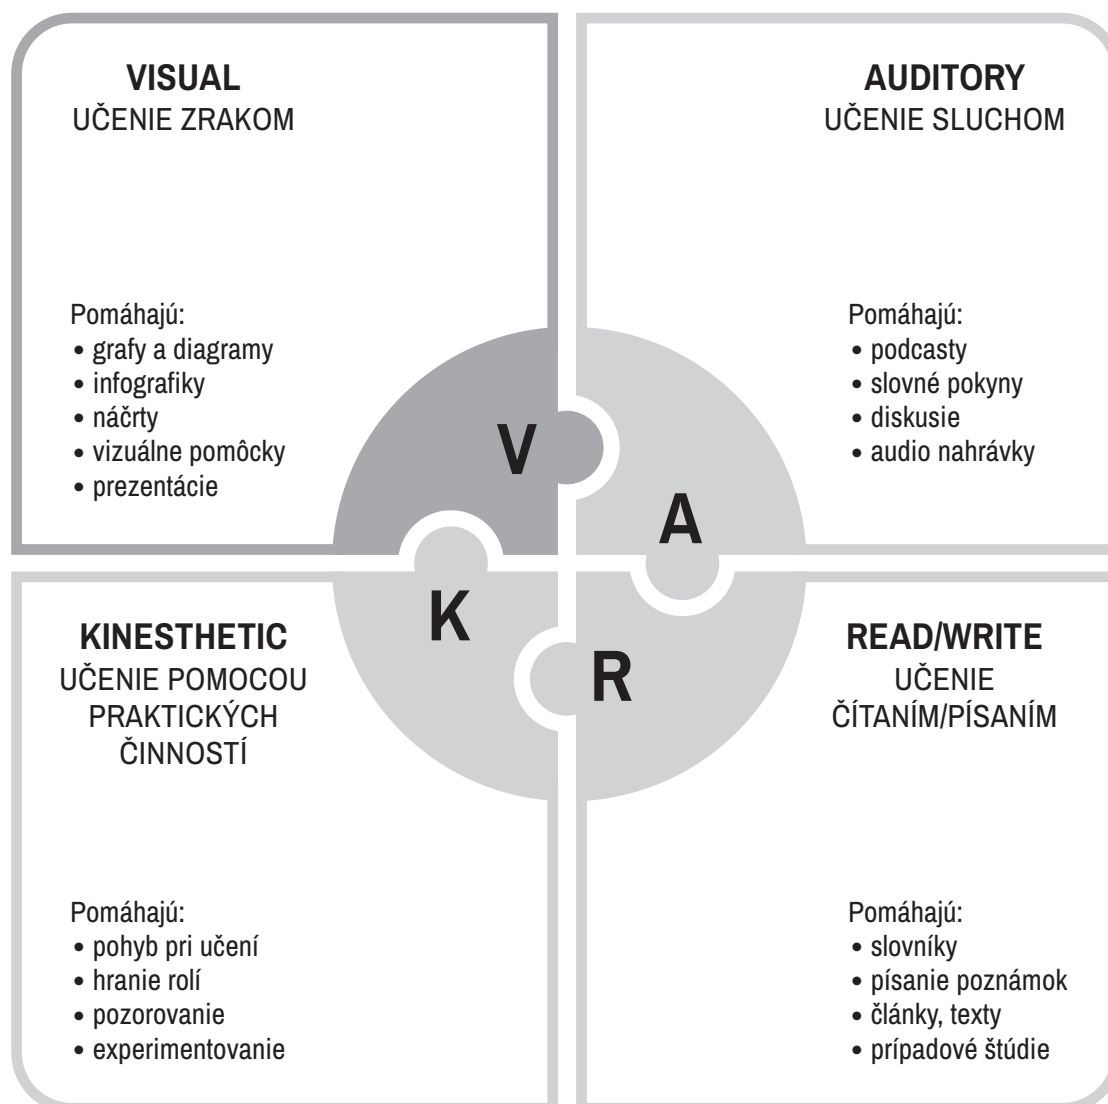 VISUAL
UČENIE ZRAKOM
Pomáhajú:
• grafy a diagramy
• infografiky
• náčrty
• vizuálne pomôcky
• prezentácie
AUDITORY
UČENIE SLUCHOM
Pomáhajú:
• podcasty
• slovné pokyny
• diskusie
• audio nahrávky
V
A
K
R
KINESTHETIC
UČENIE POMOCOU
PRAKTICKÝCH
ČINNOSTÍ
Pomáhajú:
• pohyb pri učení
• hranie rolí
• pozorovanie
• experimentovanie
READ/WRITE
UČENIE
ČÍTANÍM/PÍSANÍM
Pomáhajú:
• slovníky
• písanie poznámok
• články, texty
• prípadové štúdie